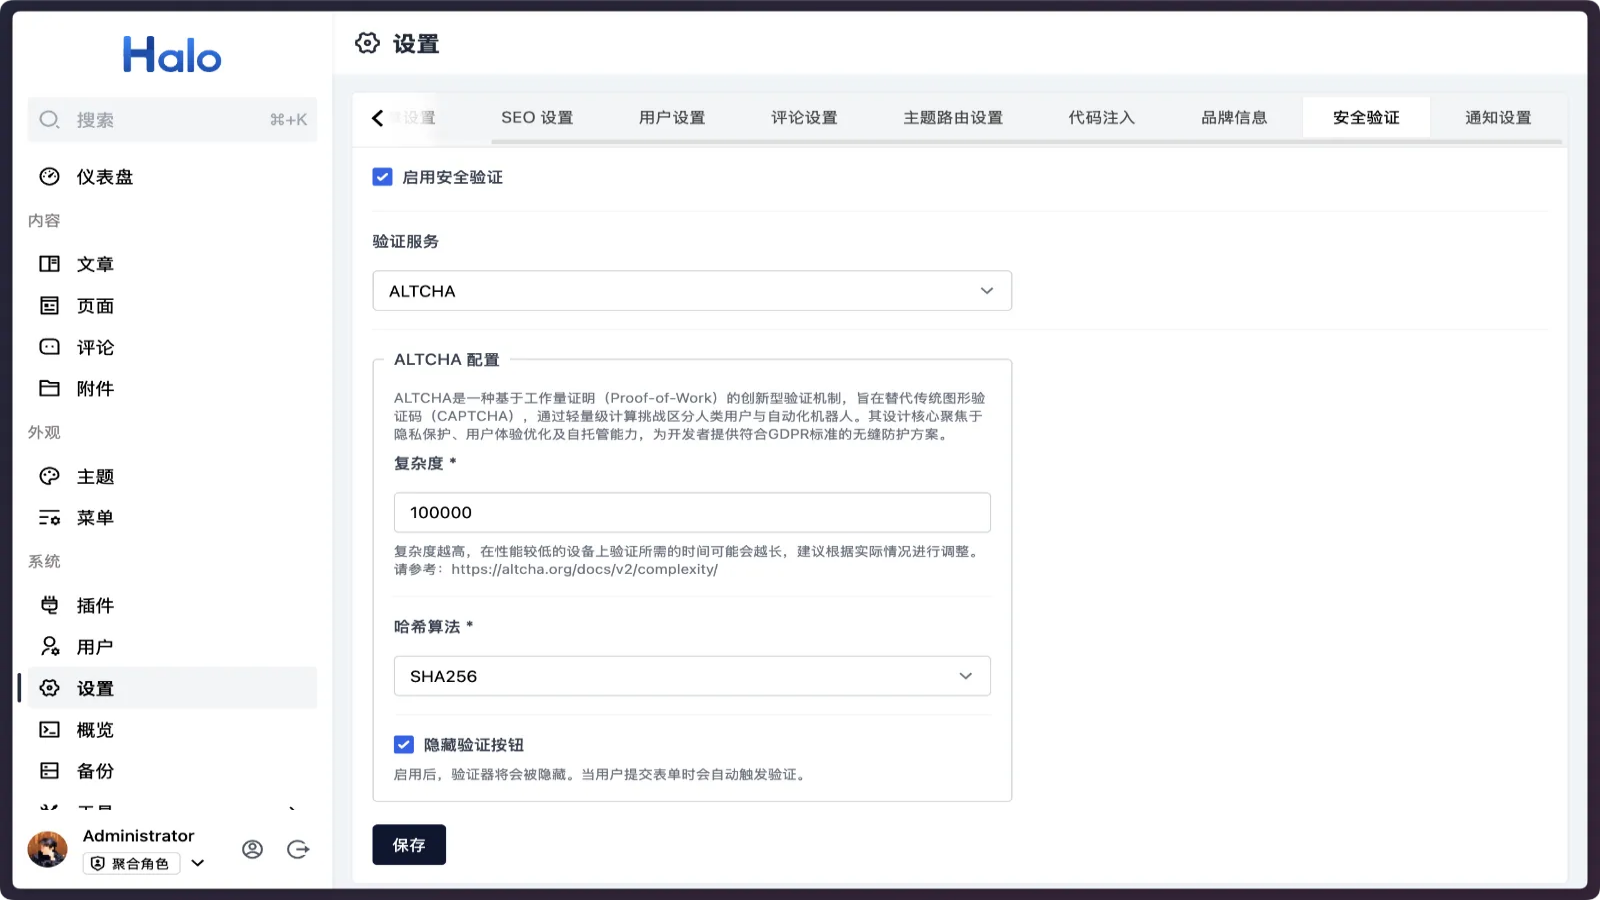 Halo
搜索
⌘+K
仪表盘
内容
文章
页面
评论
附件
外观
主题
菜单
系统
插件
用户
设置
概览
备份
工具
Administrator
聚合角色
设置
设置
SEO 设置
用户设置
评论设置
主题路由设置
代码注入
品牌信息
安全验证
通知设置
启用安全验证
验证服务
ALTCHA
ALTCHA 配置
ALTCHA是一种基于工作量证明（Proof-of-Work）的创新型验证机制，旨在替代传统图形验
证码（CAPTCHA），通过轻量级计算挑战区分人类用户与自动化机器人。其设计核心聚焦于
隐私保护、用户体验优化及自托管能力，为开发者提供符合GDPR标准的无缝防护方案。
复杂度 *
100000
复杂度越高，在性能较低的设备上验证所需的时间可能会越长，建议根据实际情况进行调整。
请参考：https://altcha.org/docs/v2/complexity/
哈希算法 *
SHA256
隐藏验证按钮
启用后，验证器将会被隐藏。当用户提交表单时会自动触发验证。
保存